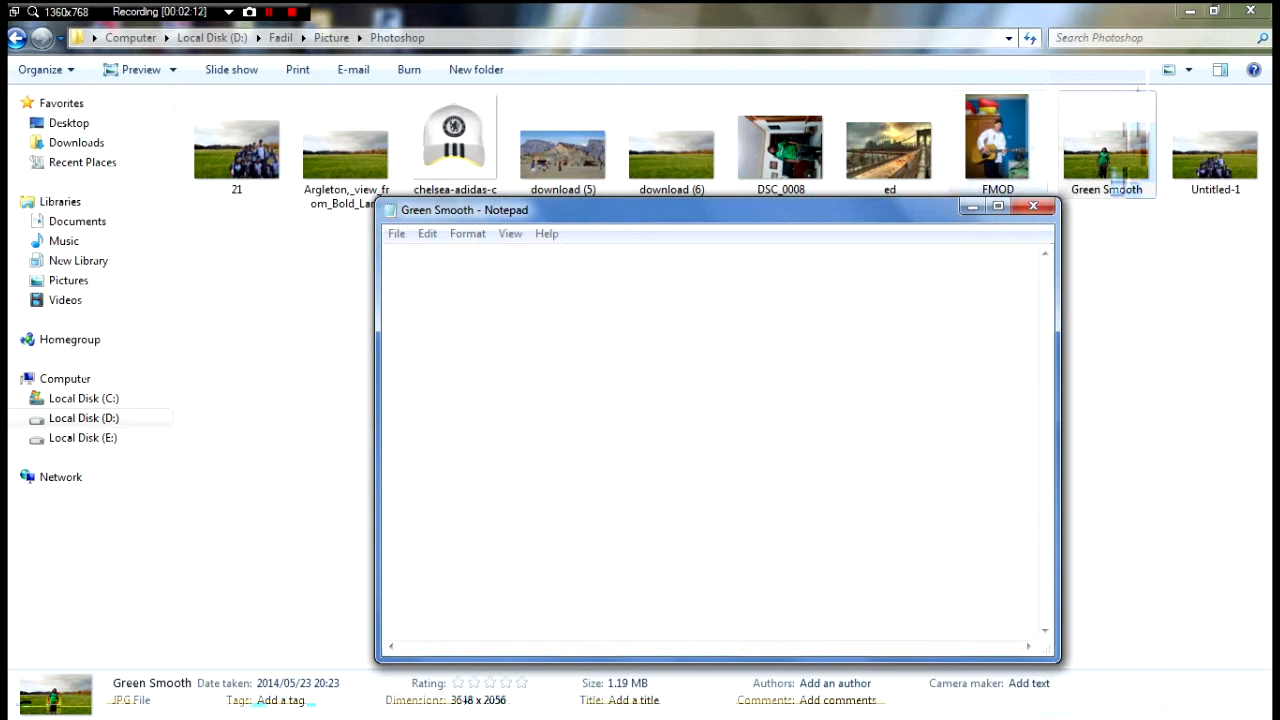 1360x768 Recording [00:02:12]
Computer Local Disk (D:) Fadil Picture Photoshop Search Photoshop
Organize Preview Slide show Print E-mail Burn New folder
Favorites
Desktop
Downloads
Recent Places
Libraries
Documents
Music
New Library
Pictures
Videos
Homegroup
Computer
Local Disk (C:)
Local Disk (D:)
Local Disk (E:)
Network
21
Argleton,_view_fr
om_Bold_Lan
chelsea-adidas-c
download (5)
download (6)
DSC_0008
ed
FMOD
Green Smooth
Untitled-1
Green Smooth - Notepad
File Edit Format View Help
Green Smooth Date taken: 2014/05/23 20:23 Rating: Size: 1.19 MB Authors: Add an author Camera maker: Add text
JPG File Tags: Add a tag Dimensions: 3648 x 2056 Title: Add a title Comments: Add comments